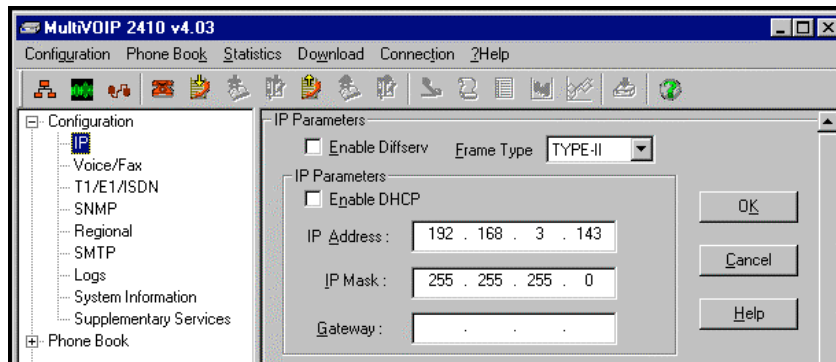 MultiVOIP 2410 v4.03
Configuration Phone Book Statistics Download Connection ?Help
Configuration
IP
Voice/Fax
T1/E1/ISDN
SNMP
Regional
SMTP
Logs
System Information
Supplementary Services
Phone Book
IP Parameters
Enable Diffserv Frame Type TYPE-II
IP Parameters
Enable DHCP
IP Address : 192 . 168 . 3 . 143
IP Mask : 255 . 255 . 255 . 0
Gateway : . . .
OK
Cancel
Help